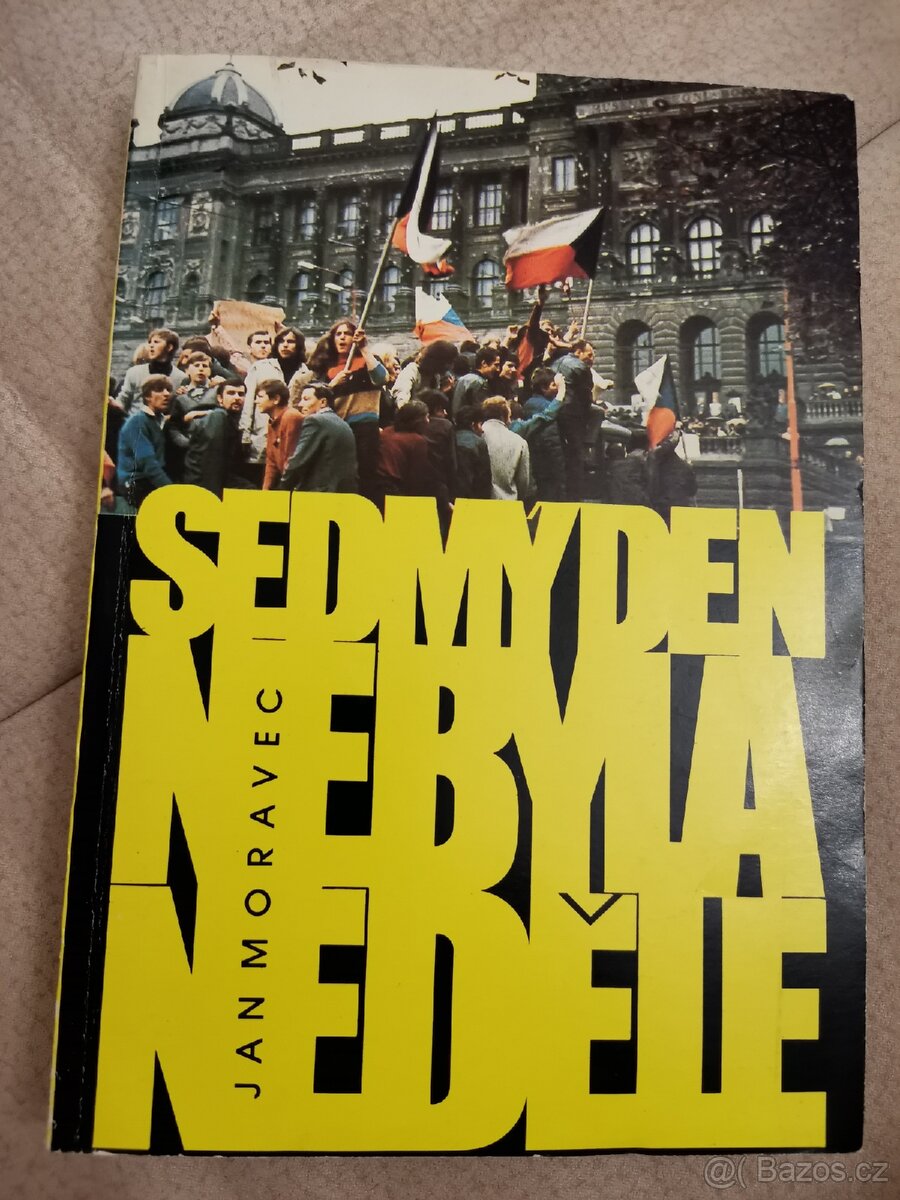 SEDMÝ DEN
NEBYLA
NEDĚLE
JAN MORAVEC
@( Bazos.cz